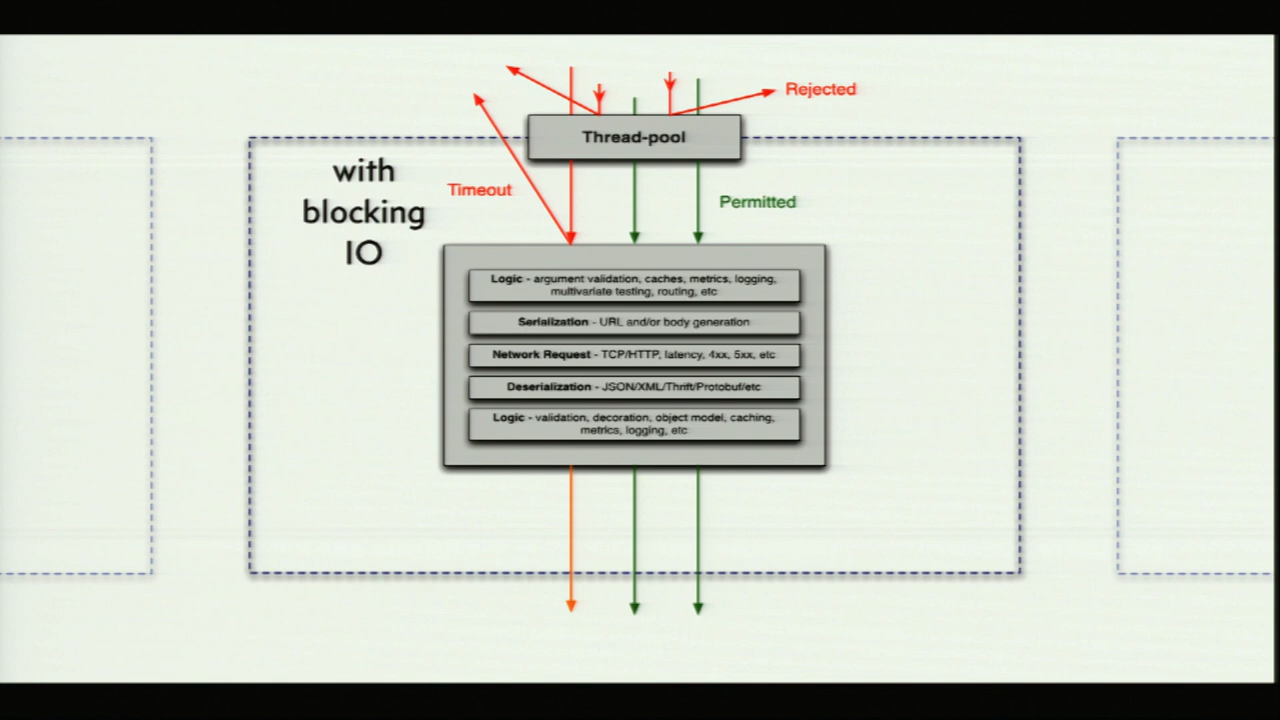 Rejected
Thread-pool
with
blocking
IO
Timeout
Permitted
Logic - argument validation, caches, metrics, logging,
multivariate testing, routing, etc
Serialization - URL and/or body generation
Network Request - TCP/HTTP, latency, 4xx, 5xx, etc
Deserialization - JSON/XML/Thrift/Protobuf/etc
Logic - validation, decoration, object model, caching,
metrics, logging, etc